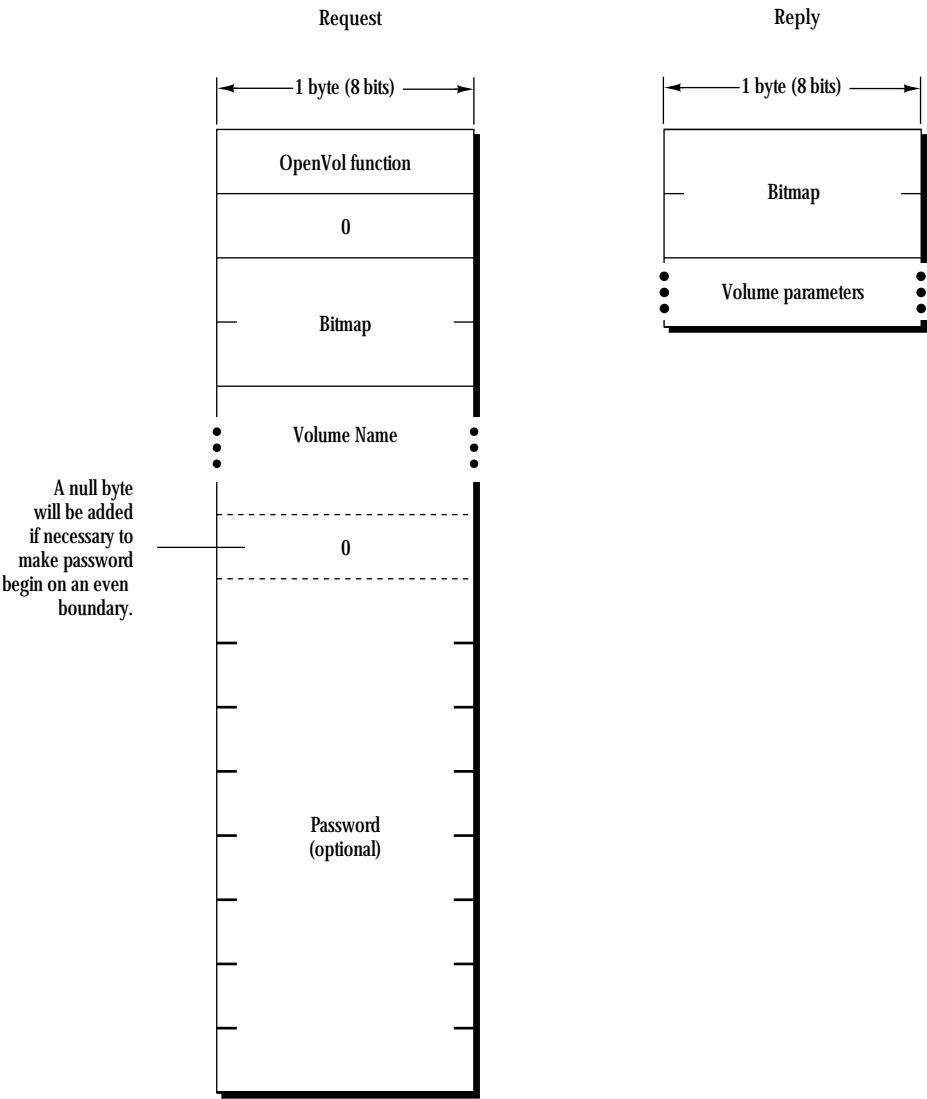 Request
1 byte (8 bits)
OpenVol function
0
Bitmap
Volume Name
A null byte
will be added
if necessary to
make password
begin on an even
boundary.
0
Password
(optional)
Reply
1 byte (8 bits)
Bitmap
Volume parameters